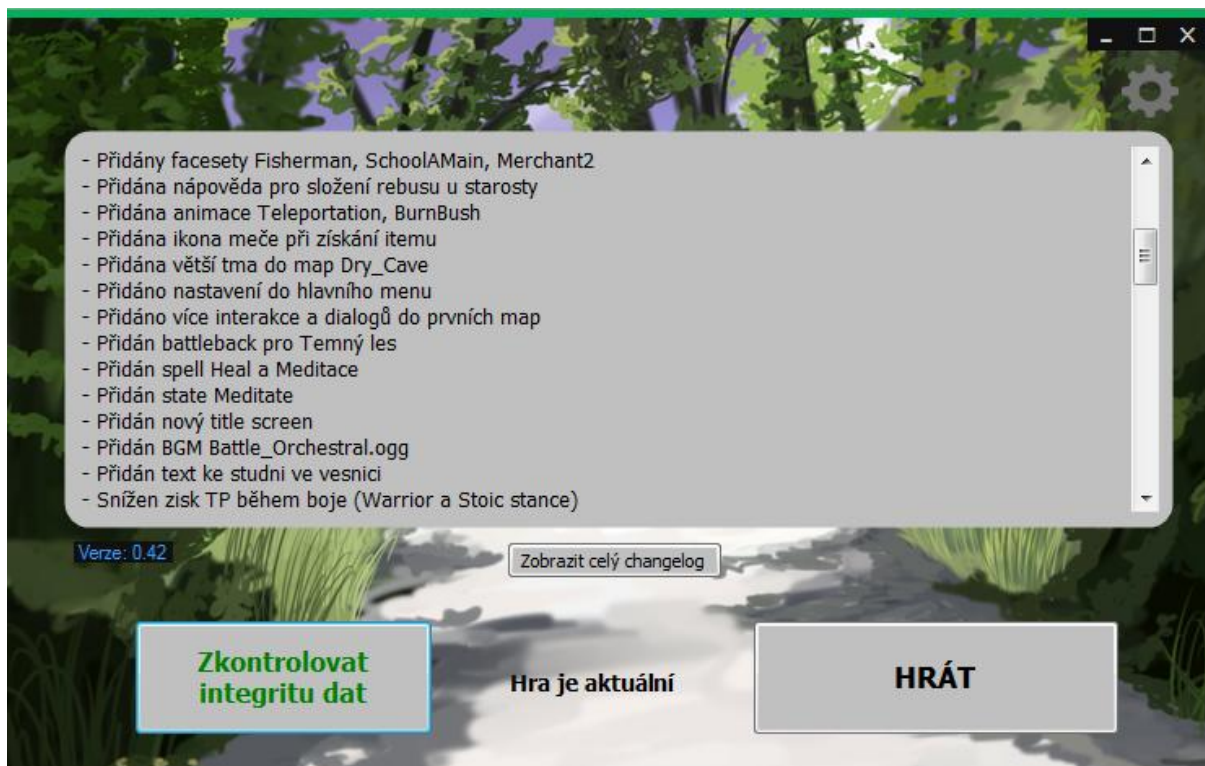 - Přidány facesety Fisherman, SchoolAMain, Merchant2
- Přidána nápověda pro složení rebusu u starosty
- Přidána animace Teleportation, BurnBush
- Přidána ikona meče při získání itemu
- Přidána větší tma do map Dry_Cave
- Přidáno nastavení do hlavního menu
- Přidáno více interakce a dialogů do prvních map
- Přidán battleback pro Temný les
- Přidán spell Heal a Meditace
- Přidán state Meditate
- Přidán nový title screen
- Přidán BGM Battle_Orchestral.ogg
- Přidán text ke studni ve vesnici
- Snížen zisk TP během boje (Warrior a Stoic stance)
Verze: 0.42
Zobrazit celý changelog
Zkontrolovat
integritu dat
Hra je aktuální
HRÁT